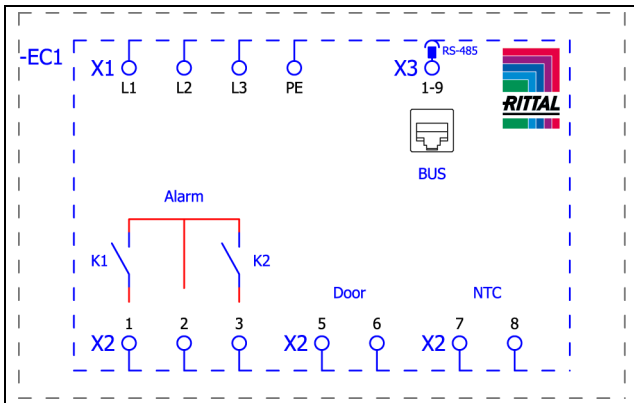 -EC1
X1
L1
L2
L3
PE
X3
RS-485
1-9
RITTAL
BUS
Alarm
K1
K2
Door
NTC
X2
1
2
3
X2
5
6
X2
7
8